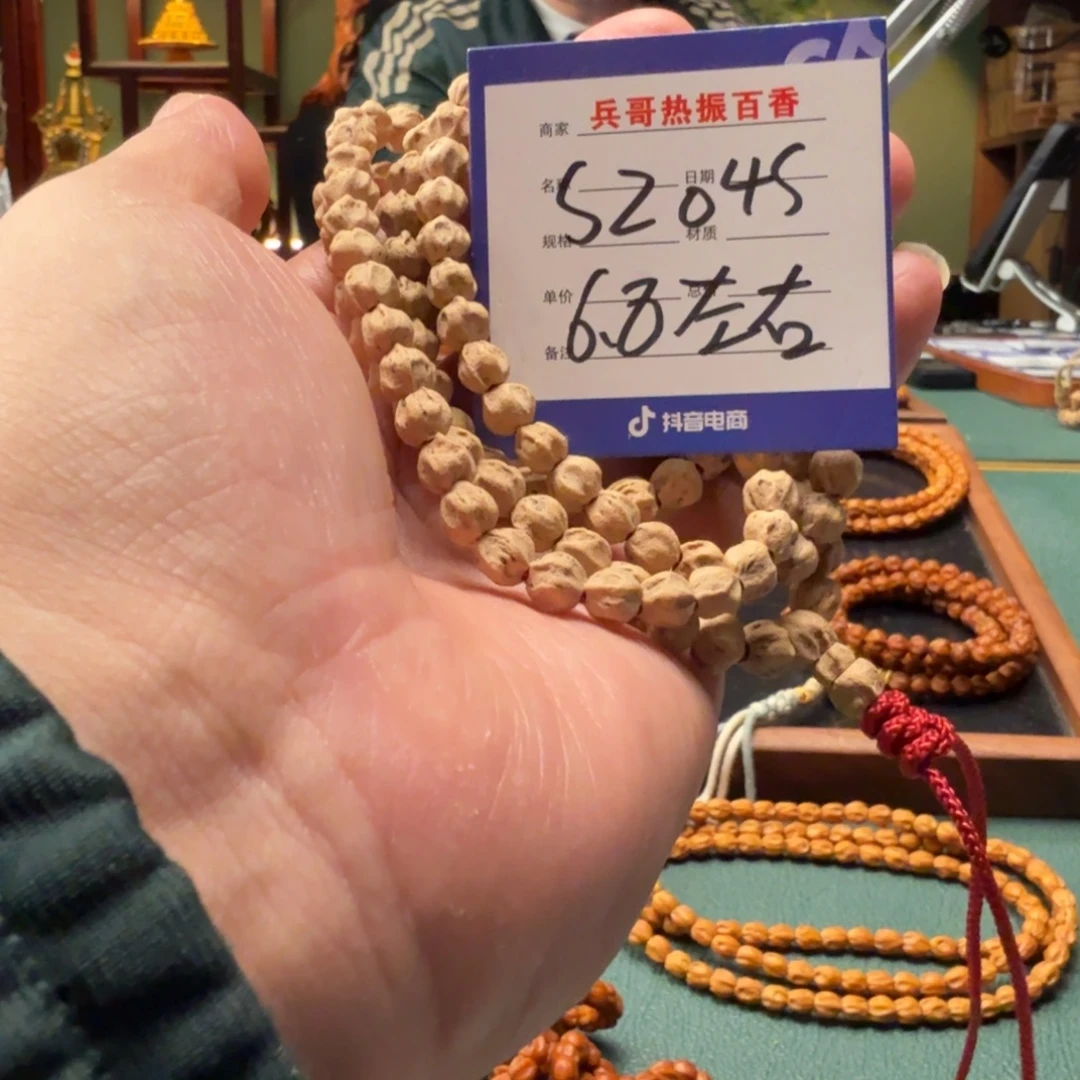 商家 兵哥热振百香
名 日期
S2045
规格 材质
单价
6.8左右
备注
抖音电商